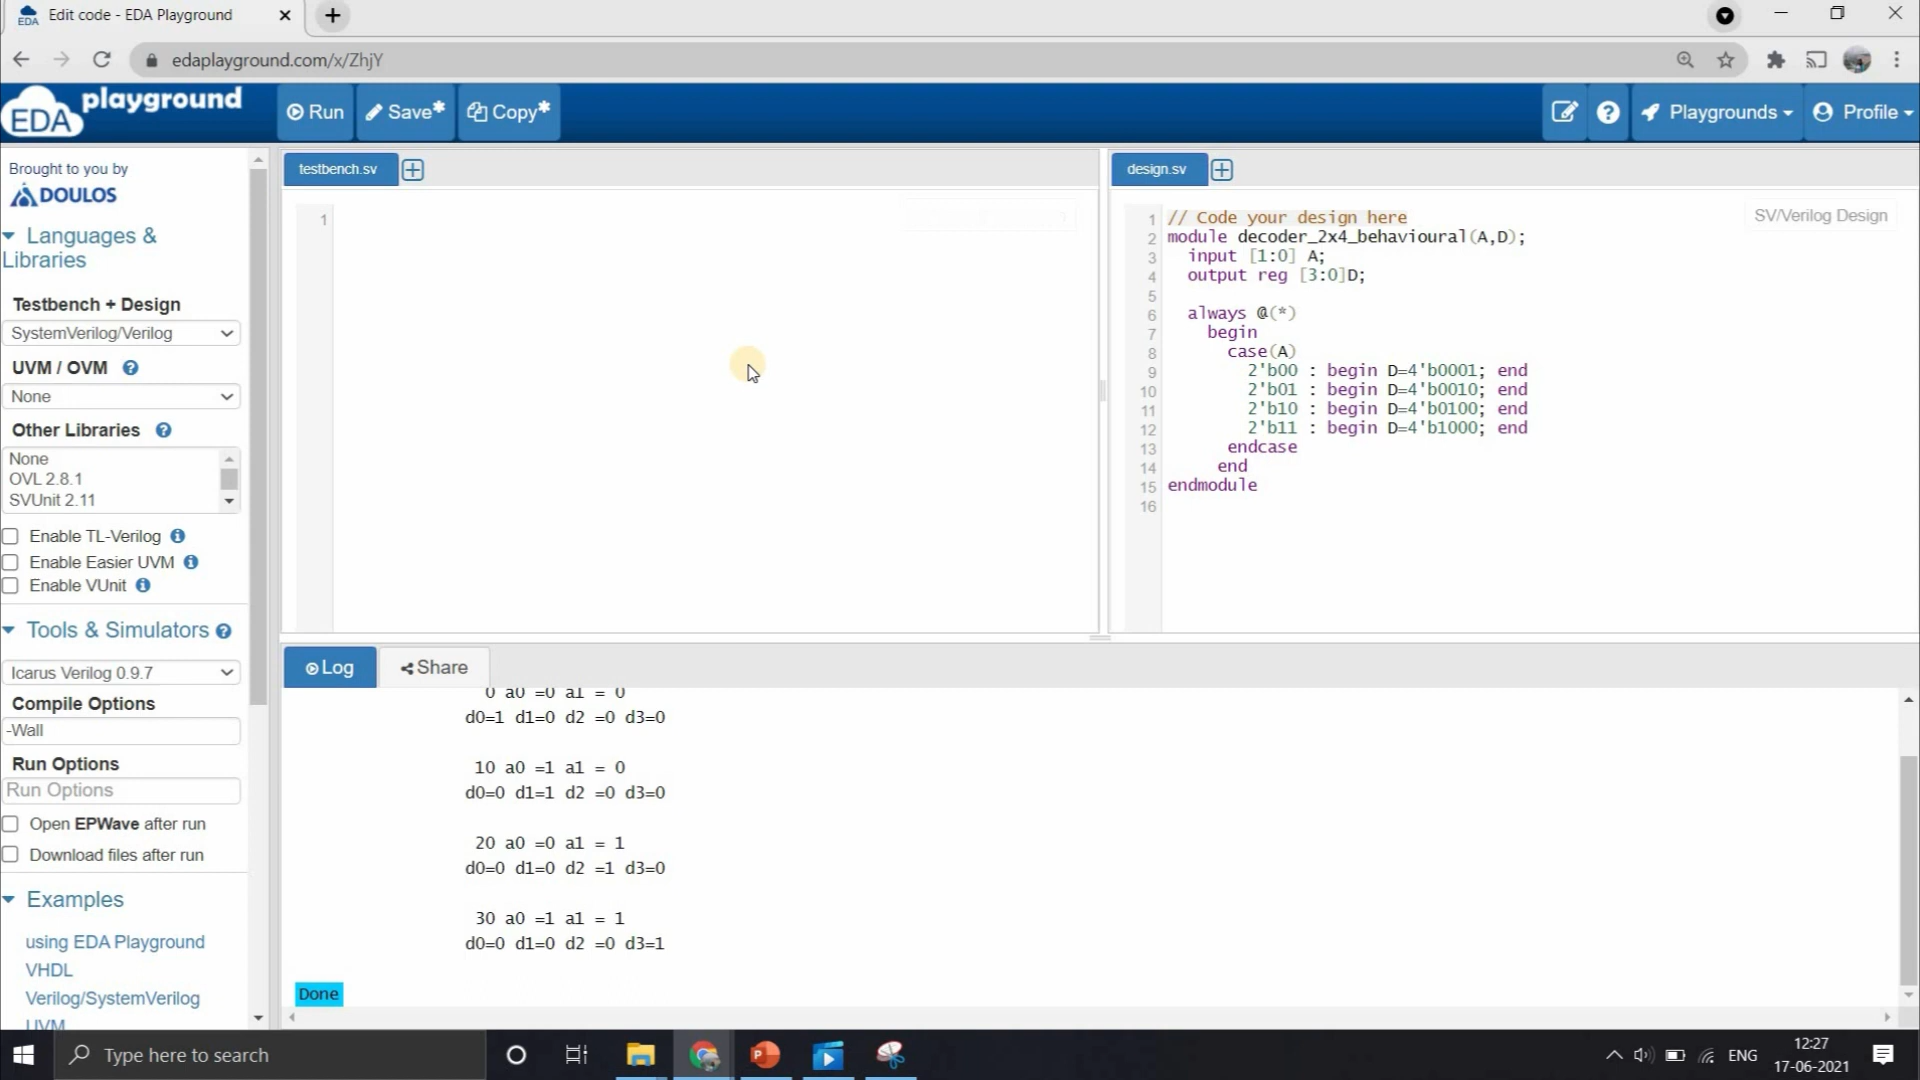 Edit code - EDA Playground
edaplayground.com/x/ZhjY
EDA playground
Run
Save*
Copy*
Playgrounds
Profile
Brought to you by
DOULOS
Languages &
Libraries
Testbench + Design
SystemVerilog/Verilog
UVM / OVM
None
Other Libraries
None
OVL 2.8.1
SVUnit 2.11
Enable TL-Verilog
Enable Easier UVM
Enable VUnit
Tools & Simulators
Icarus Verilog 0.9.7
Compile Options
-Wall
Run Options
Run Options
Open EPWave after run
Download files after run
Examples
using EDA Playground
VHDL
Verilog/SystemVerilog
UVM
testbench.sv
1
design.sv
SV/Verilog Design
1 // Code your design here
2 module decoder_2x4_behavioural(A,D);
3 input [1:0] A;
4 output reg [3:0]D;
5
6 always @(*)
7 begin
8 case(A)
9 2'b00 : begin D=4'b0001; end
10 2'b01 : begin D=4'b0010; end
11 2'b10 : begin D=4'b0100; end
12 2'b11 : begin D=4'b1000; end
13 endcase
14 end
15 endmodule
16
Log
Share
0 a0 =0 a1 = 0
d0=1 d1=0 d2 =0 d3=0
10 a0 =1 a1 = 0
d0=0 d1=1 d2 =0 d3=0
20 a0 =0 a1 = 1
d0=0 d1=0 d2 =1 d3=0
30 a0 =1 a1 = 1
d0=0 d1=0 d2 =0 d3=1
Done
Type here to search
ENG
12:27
17-06-2021